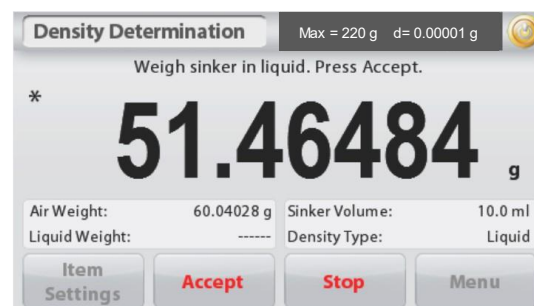 Density Determination Max = 220 g d= 0.00001 g
Weigh sinker in liquid. Press Accept.
*
51.46484 g
Air Weight: 60.04028 g Sinker Volume: 10.0 ml
Liquid Weight: ------ Density Type: Liquid
Item Settings Accept Stop Menu